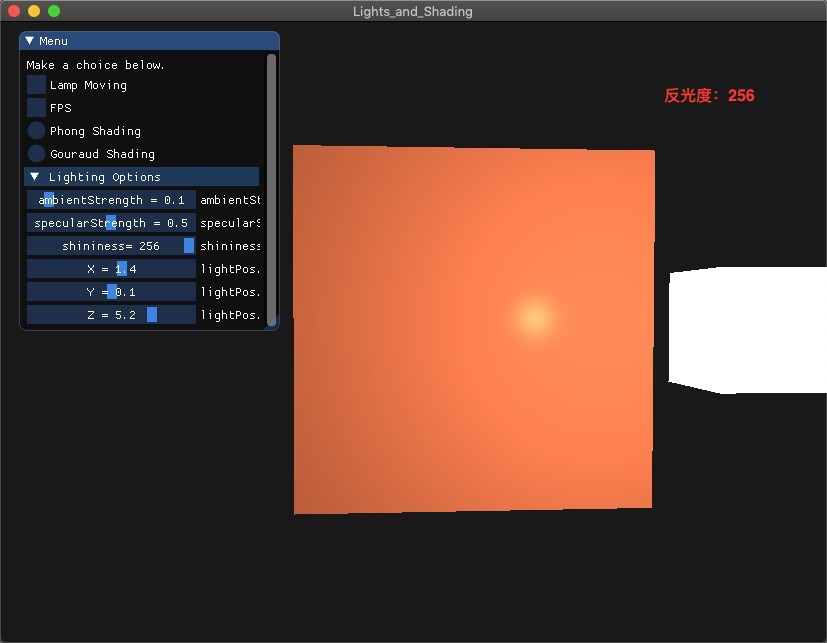 Lights_and_Shading
Menu
Make a choice below.
Lamp Moving
FPS
Phong Shading
Gouraud Shading
Lighting Options
ambientStrength = 0.1 ambientSt
specularStrength = 0.5 specularS
shininess= 256 shininess
X = 1.4 lightPos.
Y = 0.1 lightPos.
Z = 5.2 lightPos.
反光度：256